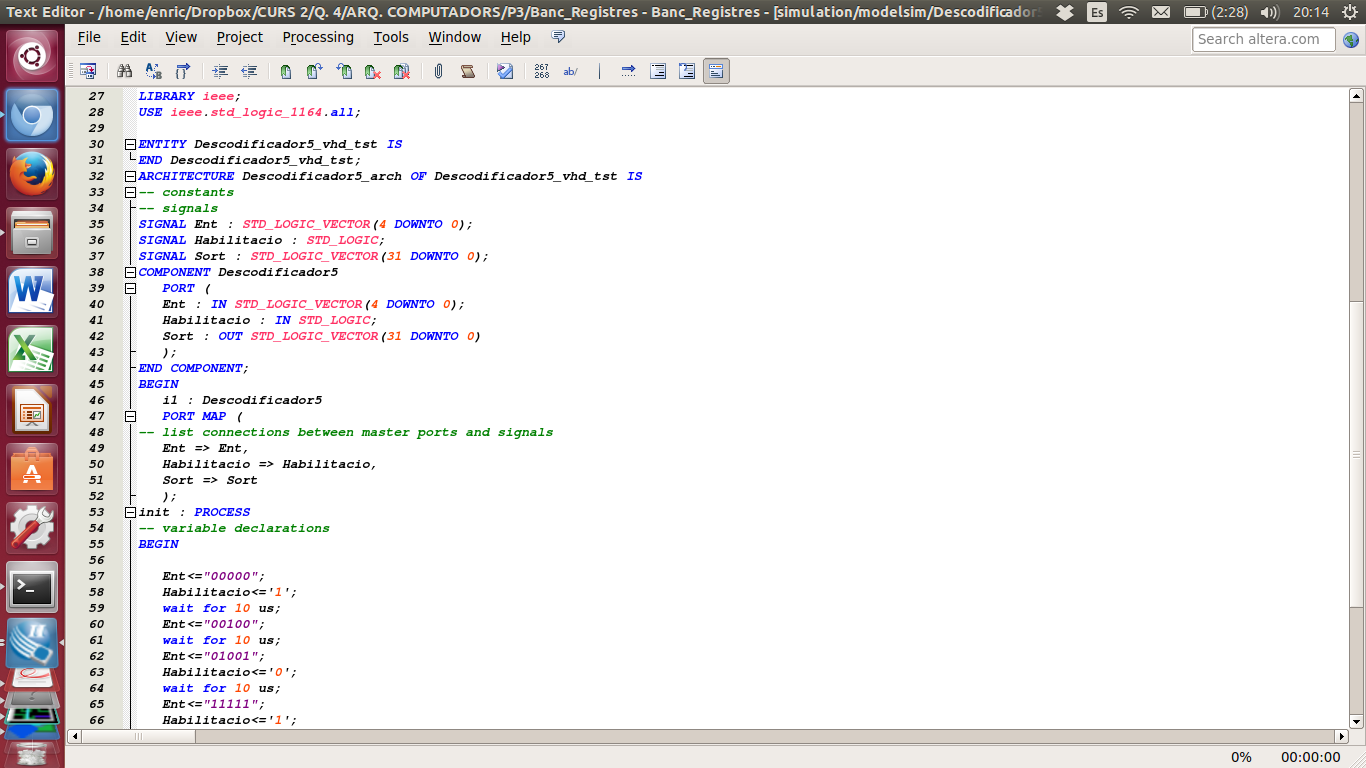 Text Editor - /home/enric/Dropbox/CURS 2/Q. 4/ARQ. COMPUTADORS/P3/Banc_Registres - Banc_Registres - [simulation/modelsim/Descodificador5
Es
(2:28)
20:14
File Edit View Project Processing Tools Window Help
Search altera.com
267
268
ab/
27 LIBRARY ieee;
28 USE ieee.std_logic_1164.all;
29
30 ENTITY Descodificador5_vhd_tst IS
31 END Descodificador5_vhd_tst;
32 ARCHITECTURE Descodificador5_arch OF Descodificador5_vhd_tst IS
33 -- constants
34 -- signals
35 SIGNAL Ent : STD_LOGIC_VECTOR(4 DOWNTO 0);
36 SIGNAL Habilitacio : STD_LOGIC;
37 SIGNAL Sort : STD_LOGIC_VECTOR(31 DOWNTO 0);
38 COMPONENT Descodificador5
39 PORT (
40 Ent : IN STD_LOGIC_VECTOR(4 DOWNTO 0);
41 Habilitacio : IN STD_LOGIC;
42 Sort : OUT STD_LOGIC_VECTOR(31 DOWNTO 0)
43 );
44 END COMPONENT;
45 BEGIN
46 i1 : Descodificador5
47 PORT MAP (
48 -- list connections between master ports and signals
49 Ent => Ent,
50 Habilitacio => Habilitacio,
51 Sort => Sort
52 );
53 init : PROCESS
54 -- variable declarations
55 BEGIN
56
57 Ent<="00000";
58 Habilitacio<='1';
59 wait for 10 us;
60 Ent<="00100";
61 wait for 10 us;
62 Ent<="01001";
63 Habilitacio<='0';
64 wait for 10 us;
65 Ent<="11111";
66 Habilitacio<='1';
0% 00:00:00